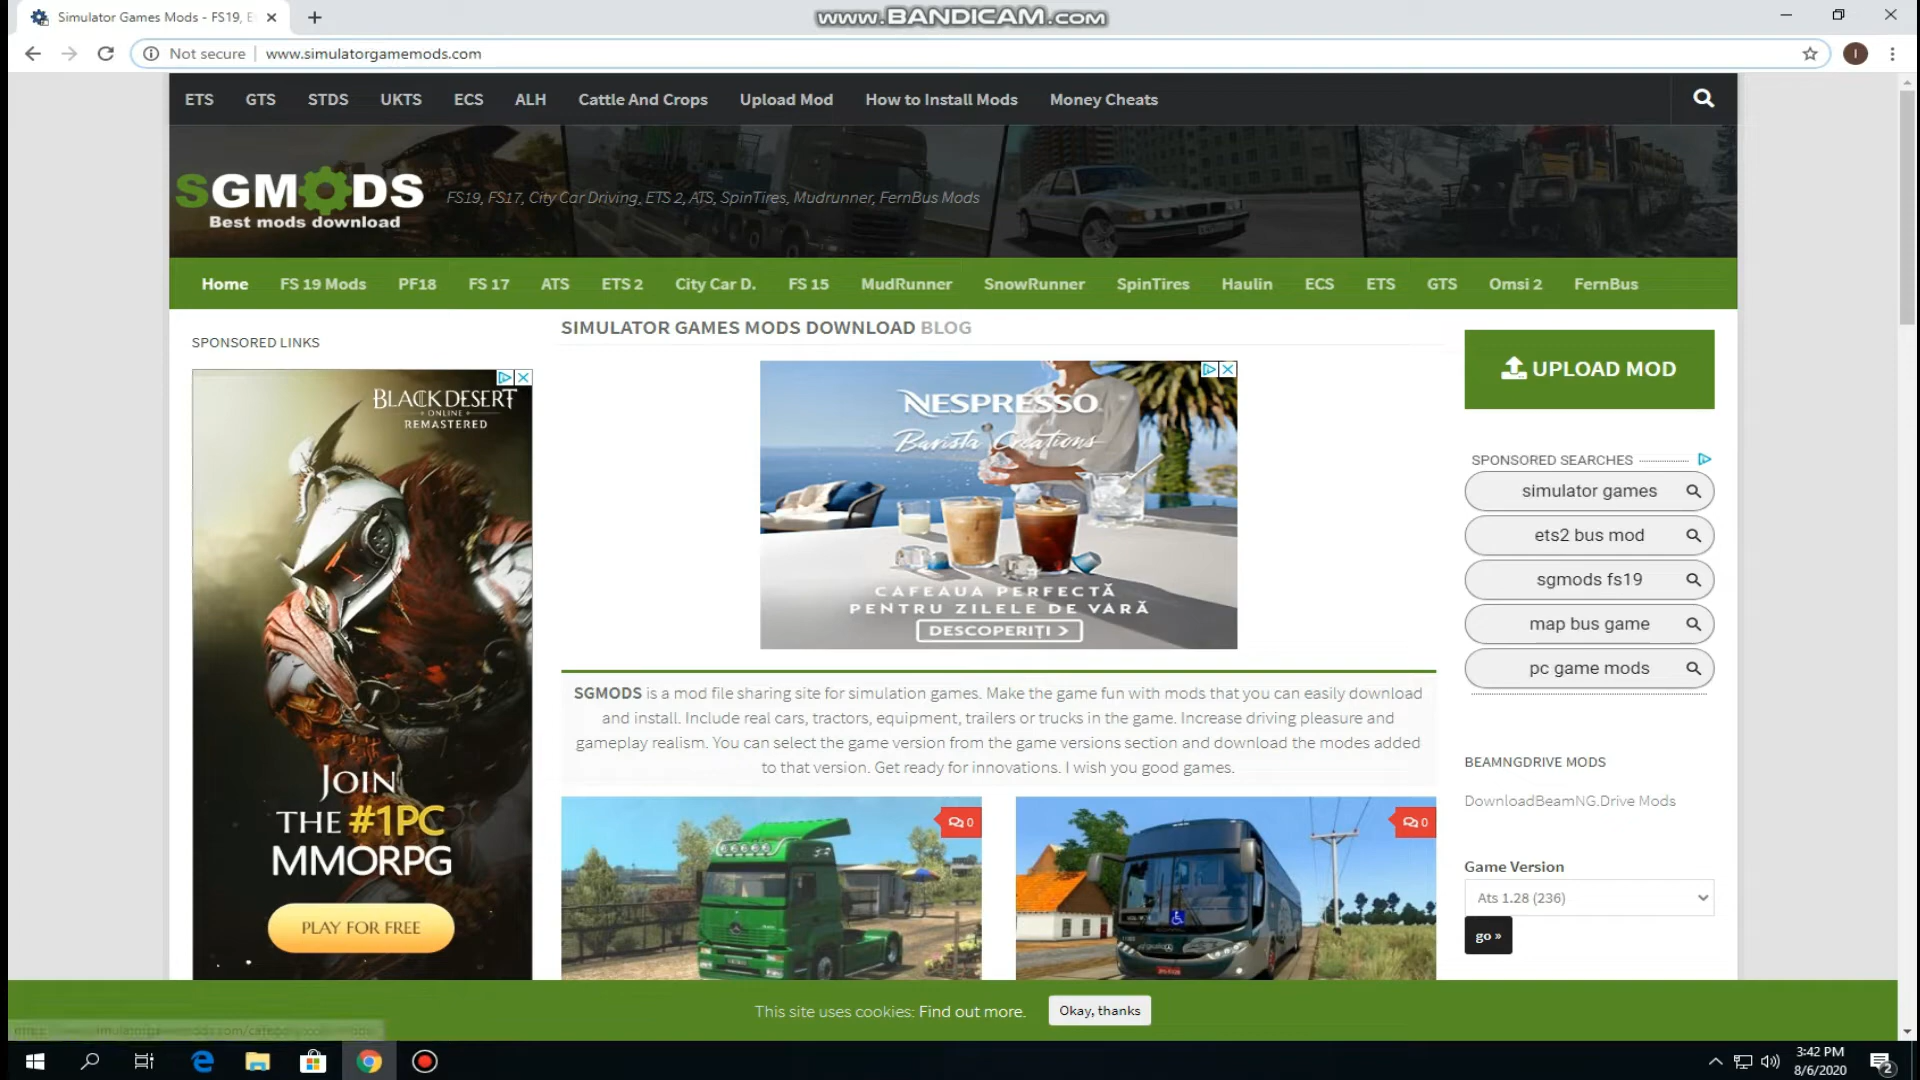 Simulator Games Mods - FS19, E
www.BANDICAM.com
Not secure
www.simulatorgamemods.com
I
ETS GTS STDS UKTS ECS ALH Cattle And Crops Upload Mod How to Install Mods Money Cheats
SGMODS
Best mods download
FS19, FS17, City Car Driving, ETS 2, ATS, SpinTires, Mudrunner, FernBus Mods
Home FS 19 Mods PF18 FS 17 ATS ETS 2 City Car D. FS 15 MudRunner SnowRunner SpinTires Haulin ECS ETS GTS Omsi 2 FernBus
SPONSORED LINKS
BLACK DESERT
ONLINE
REMASTERED
JOIN
THE #1PC
MMORPG
PLAY FOR FREE
SIMULATOR GAMES MODS DOWNLOAD BLOG
NESPRESSO
Barista Creations
CAFEAUA PERFECTĂ
PENTRU ZILELE DE VARĂ
DESCOPERIȚI >
SGMODS is a mod file sharing site for simulation games. Make the game fun with mods that you can easily download
and install. Include real cars, tractors, equipment, trailers or trucks in the game. Increase driving pleasure and
gameplay realism. You can select the game version from the game versions section and download the modes added
to that version. Get ready for innovations. I wish you good games.
0
0
UPLOAD MOD
SPONSORED SEARCHES
simulator games
ets2 bus mod
sgmods fs19
map bus game
pc game mods
BEAMNGDRIVE MODS
DownloadBeamNG.Drive Mods
Game Version
Ats 1.28 (236)
go »
This site uses cookies: Find out more.
Okay, thanks
3:42 PM
8/6/2020
2